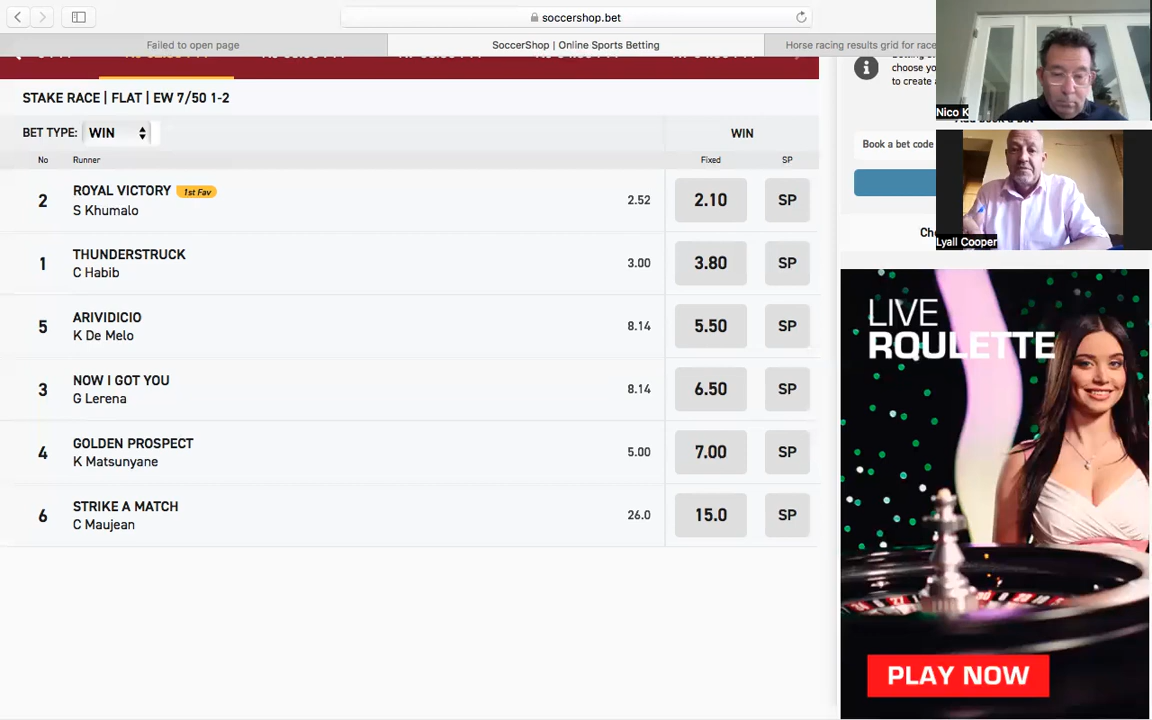 soccershop.bet
Failed to open page
SoccerShop | Online Sports Betting
Horse racing results grid for race
STAKE RACE | FLAT | EW 7/50 1-2
BET TYPE: WIN
WIN
No Runner Fixed SP
2 ROYAL VICTORY 1st Fav 2.52 2.10 SP
S Khumalo
1 THUNDERSTRUCK 3.00 3.80 SP
C Habib
5 ARIVIDICIO 8.14 5.50 SP
K De Melo
3 NOW I GOT YOU 8.14 6.50 SP
G Lerena
4 GOLDEN PROSPECT 5.00 7.00 SP
K Matsunyane
6 STRIKE A MATCH 26.0 15.0 SP
C Maujean
choose yo
to create a
Book a bet code
Nico K
Lyall Cooper
LIVE
ROULETTE
PLAY NOW